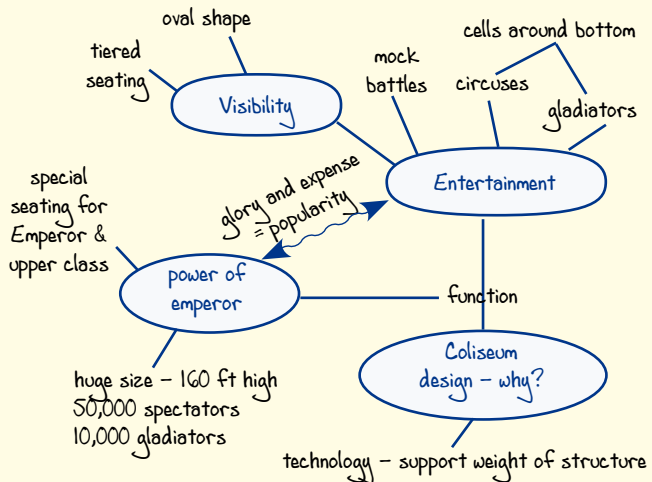 oval shape
tiered
seating
Visibility
mock
battles
cells around bottom
circuses
gladiators
Entertainment
glory and expense
= popularity
special
seating for
Emperor &
upper class
power of
emperor
function
huge size – 160 ft high
50,000 spectators
10,000 gladiators
Coliseum
design – why?
technology – support weight of structure